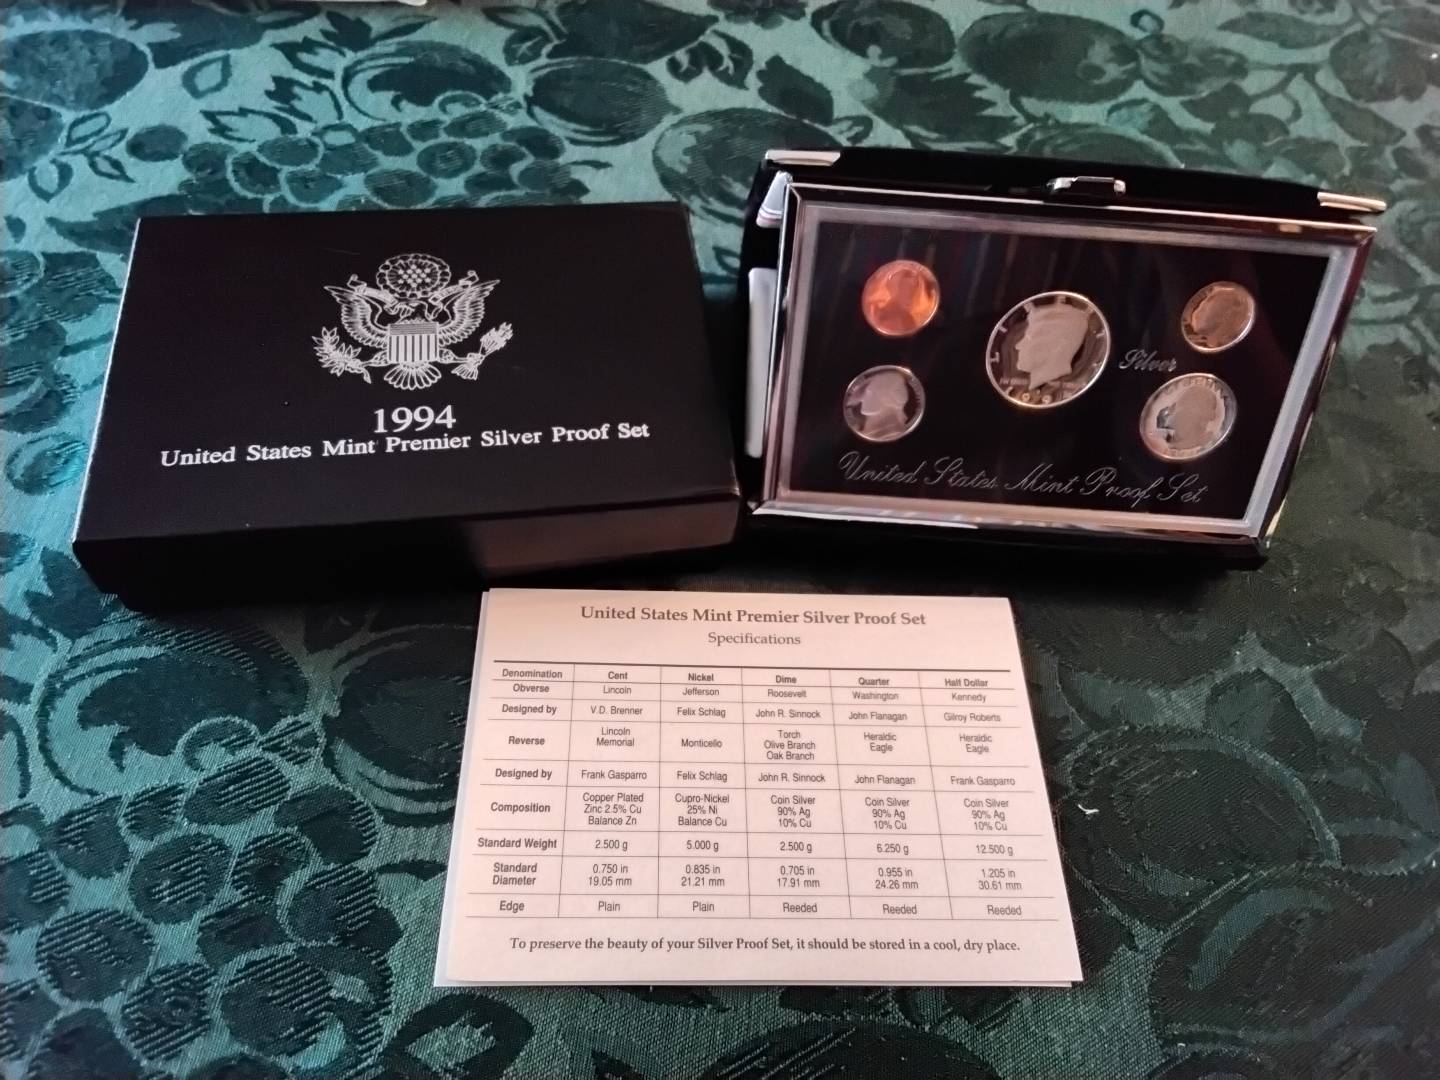 1994
United States Mint Premier Silver Proof Set
Silver
United States Mint Proof Set
United States Mint Premier Silver Proof Set
Specifications
Denomination Cent Nickel Dime Quarter Half Dollar
Obverse Lincoln Jefferson Roosevelt Washington Kennedy
Designed by V.D. Brenner Felix Schlag John R. Sinnock John Flanagan Gilroy Roberts
Reverse Lincoln Memorial Monticello Torch Olive Branch Oak Branch Heraldic Eagle Heraldic Eagle
Designed by Frank Gasparro Felix Schlag John R. Sinnock John Flanagan Frank Gasparro
Composition Copper Plated Zinc 2.5% Cu Balance Zn Cupro-Nickel 25% Ni Balance Cu Coin Silver 90% Ag 10% Cu Coin Silver 90% Ag 10% Cu Coin Silver 90% Ag 10% Cu
Standard Weight 2.500 g 5.000 g 2.500 g 6.250 g 12.500 g
Standard Diameter 0.750 in 19.05 mm 0.835 in 21.21 mm 0.705 in 17.91 mm 0.955 in 24.26 mm 1.205 in 30.61 mm
Edge Plain Plain Reeded Reeded Reeded
To preserve the beauty of your Silver Proof Set, it should be stored in a cool, dry place.